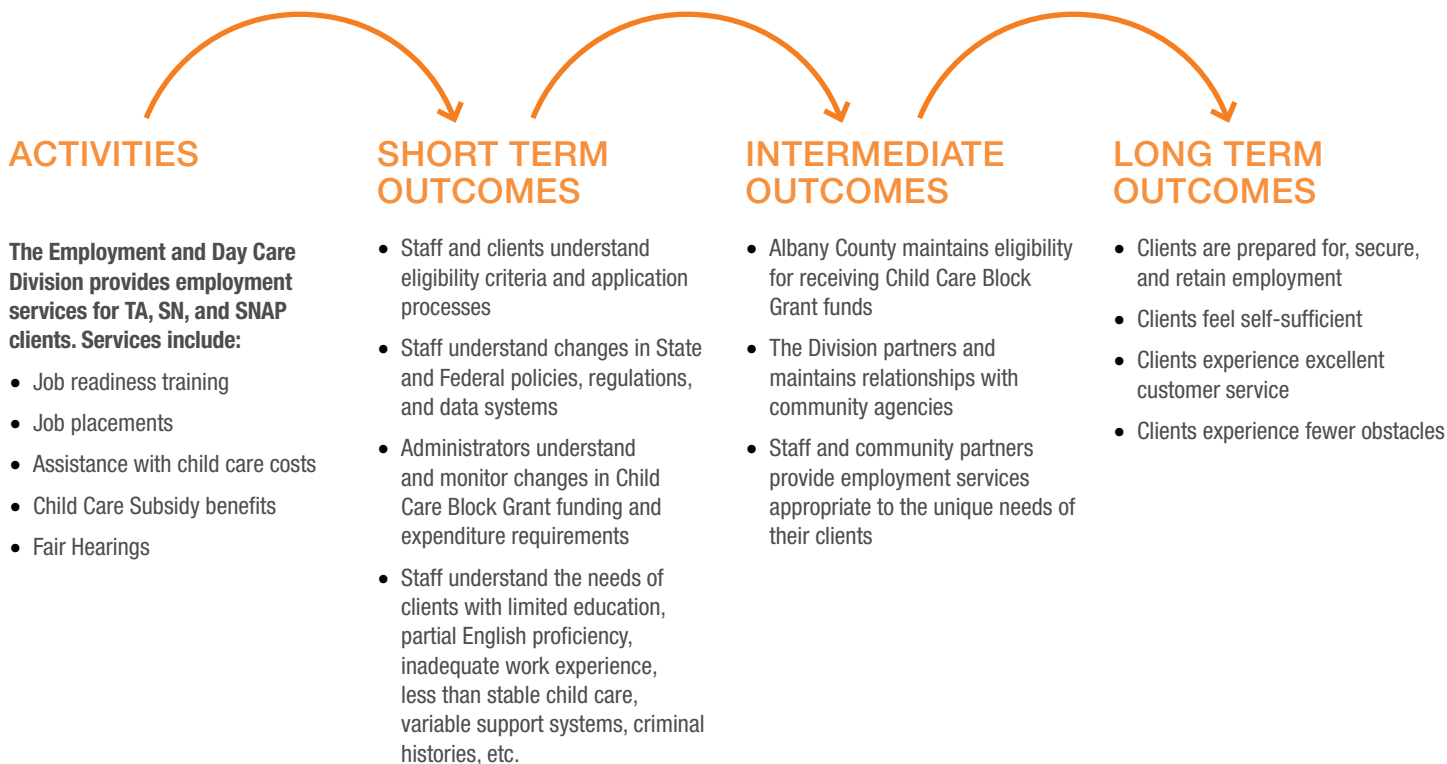 ACTIVITIES
The Employment and Day Care
Division provides employment
services for TA, SN, and SNAP
clients. Services include:
• Job readiness training
• Job placements
• Assistance with child care costs
• Child Care Subsidy benefits
• Fair Hearings
SHORT TERM
OUTCOMES
• Staff and clients understand
eligibility criteria and application
processes
• Staff understand changes in State
and Federal policies, regulations,
and data systems
• Administrators understand
and monitor changes in Child
Care Block Grant funding and
expenditure requirements
• Staff understand the needs of
clients with limited education,
partial English proficiency,
inadequate work experience,
less than stable child care,
variable support systems, criminal
histories, etc.
INTERMEDIATE
OUTCOMES
• Albany County maintains eligibility
for receiving Child Care Block
Grant funds
• The Division partners and
maintains relationships with
community agencies
• Staff and community partners
provide employment services
appropriate to the unique needs of
their clients
LONG TERM
OUTCOMES
• Clients are prepared for, secure,
and retain employment
• Clients feel self-sufficient
• Clients experience excellent
customer service
• Clients experience fewer obstacles